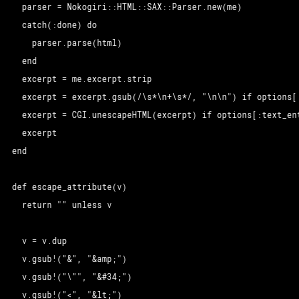 parser = Nokogiri::HTML::SAX::Parser.new(me)
catch(:done) do
parser.parse(html)
end
excerpt = me.excerpt.strip
excerpt = excerpt.gsub(/\s*\n+\s*/, "\n\n") if options[
excerpt = CGI.unescapeHTML(excerpt) if options[:text_ent
excerpt
end
def escape_attribute(v)
return "" unless v
v = v.dup
v.gsub!("&", "&amp;")
v.gsub!("\"", "&#34;")
v.gsub!("<", "&lt;")